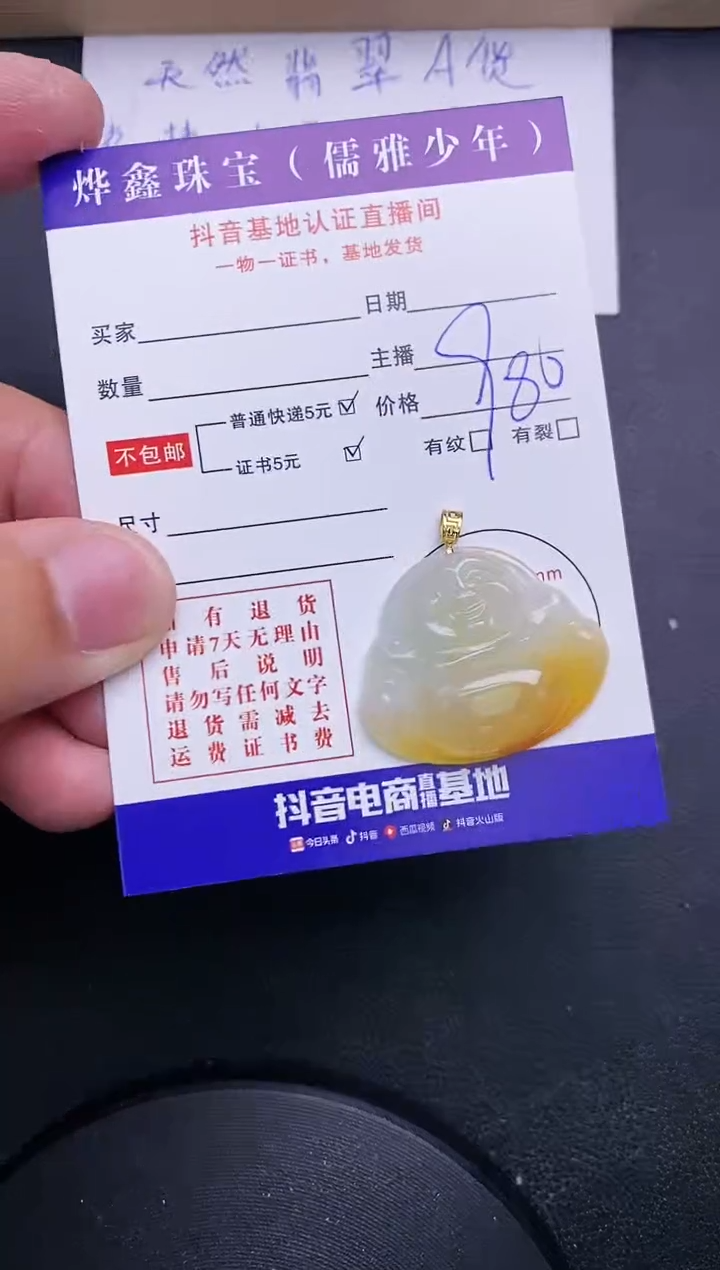 天然翡翠A货
烨鑫珠宝（儒雅少年）
抖音基地认证直播间
一物一证书，基地发货
买家
日期
数量
主播
不包邮
普通快递5元
证书5元
价格
980
有纹
有裂
尺寸
mm
有退货
申请7天无理由
售后说明
请勿写任何文字
退货需减去
运费证书费
抖音电商直播基地
今日头条 抖音 西瓜视频 抖音火山版